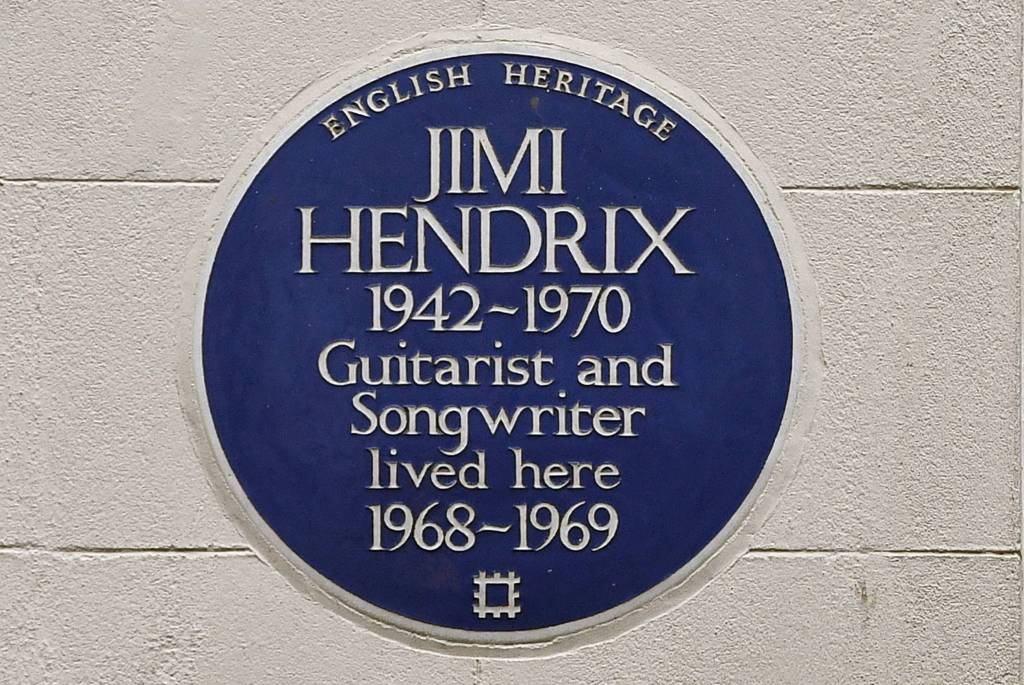 ENGLISH HERITAGE
JIMI
HENDRIX
1942~1970
Guitarist and
Songwriter
lived here
1968~1969